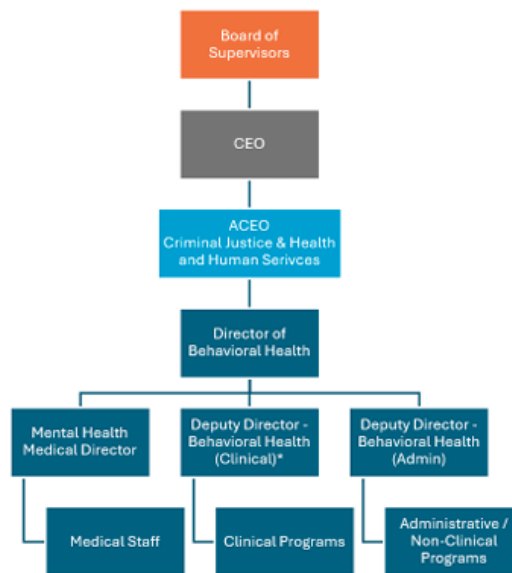 Board of
Supervisors
CEO
ACEO
Criminal Justice & Health
and Human Serivces
Director of
Behavioral Health
Mental Health
Medical Director
Deputy Director -
Behavioral Health
(Clinical)*
Deputy Director -
Behavioral Health
(Admin)
Medical Staff
Clinical Programs
Administrative /
Non-Clinical
Programs